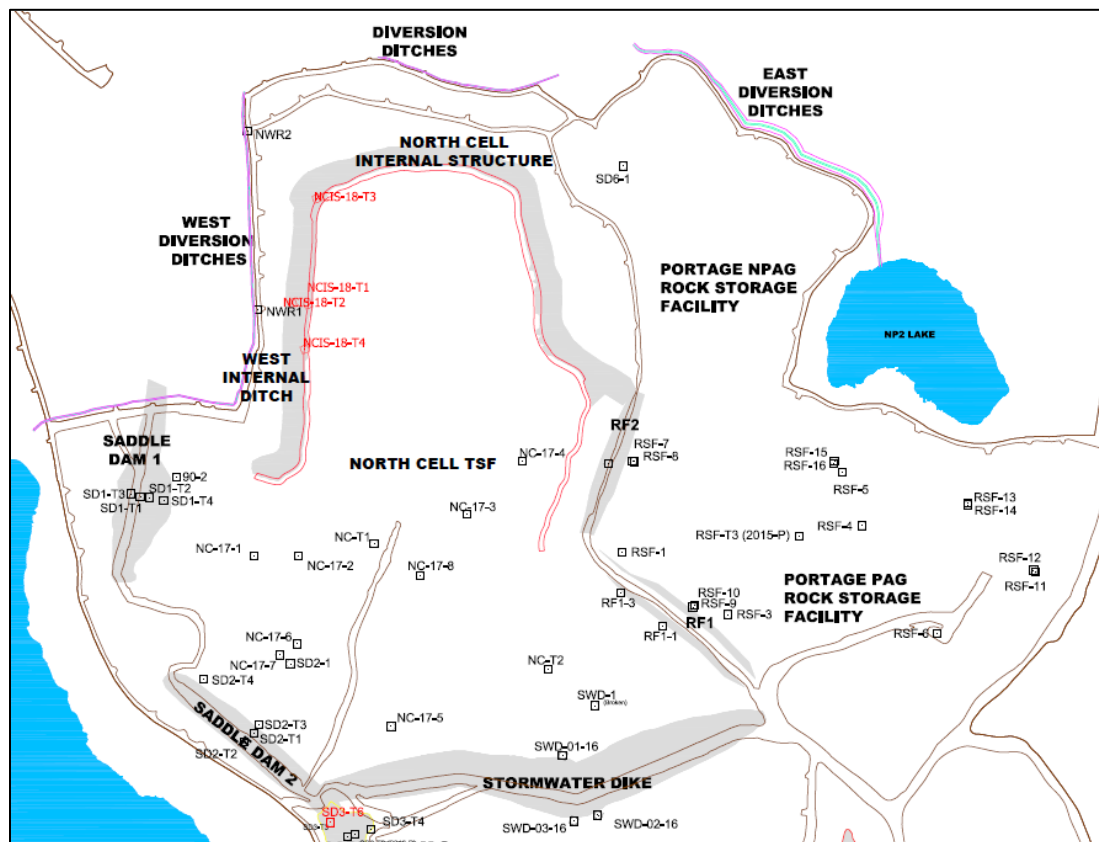 DIVERSION
DITCHES
EAST
DIVERSION
DITCHES
NWR2
NORTH CELL
INTERNAL STRUCTURE
SD6-1
NCIS-18-T3
WEST
DIVERSION
DITCHES
PORTAGE NPAG
ROCK STORAGE
FACILITY
NCIS-18-T1
NCIS-18-T2
NWR1
NP2 LAKE
NCIS-18-T4
WEST
INTERNAL
DITCH
SADDLE
DAM 1
RF2
RSF-7
RSF-8
NORTH CELL TSF
NC-17-4
RSF-15
RSF-16
RSF-5
90-2
SD1-T2
SD1-T3
SD1-T4
SD1-T1
RSF-13
RSF-14
NC-17-3
RSF-4
RSF-T3 (2015-P)
NC-T1
NC-17-1
NC-17-2
NC-17-8
RSF-1
RSF-12
RSF-11
PORTAGE PAG
ROCK STORAGE
FACILITY
RF1-3
RSF-10
RSF-9
RSF-3
RF1
RF1-1
RSF-6
NC-17-6
NC-17-7
SD2-1
NC-T2
SD2-T4
SWD-1
(Broken)
SADDLE DAM 2
SD2-T3
SD2-T1
SD2-T2
NC-17-5
SWD-01-16
STORMWATER DIKE
SD3-T6
SD3-T4
SWD-03-16
SWD-02-16